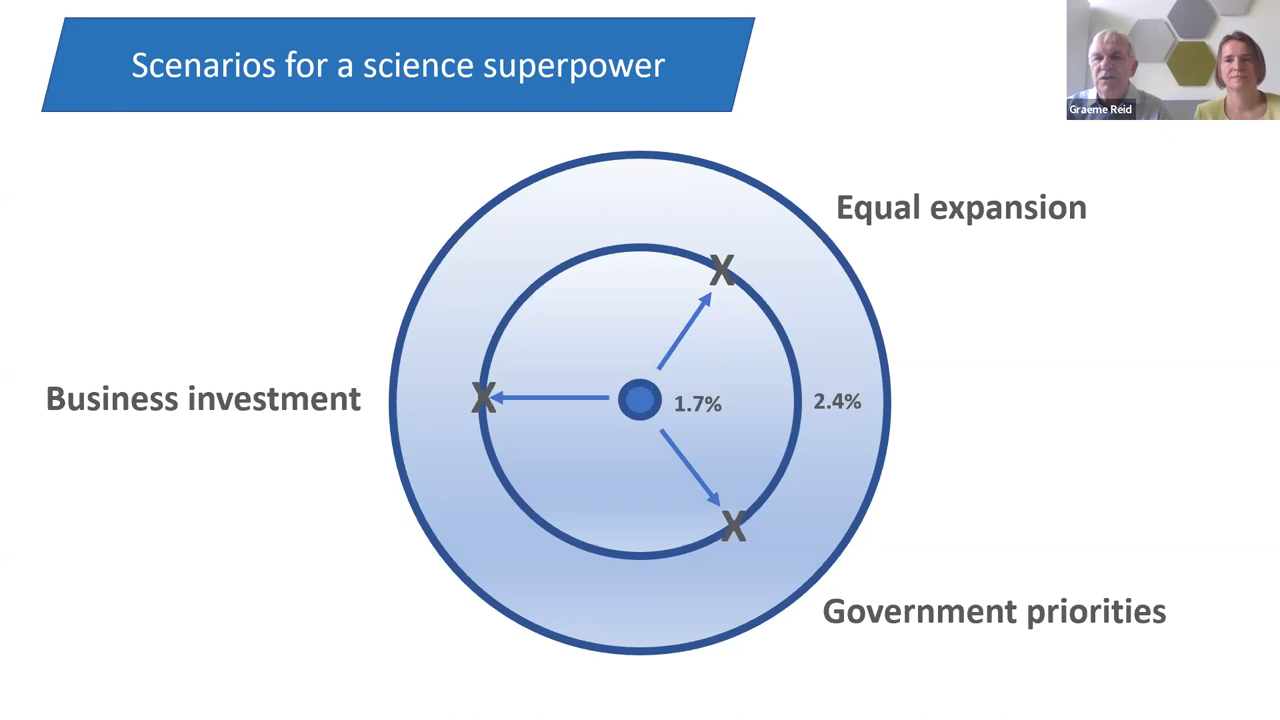 Scenarios for a science superpower
Graeme Reid
Equal expansion
X
Business investment
X
1.7%
2.4%
X
Government priorities